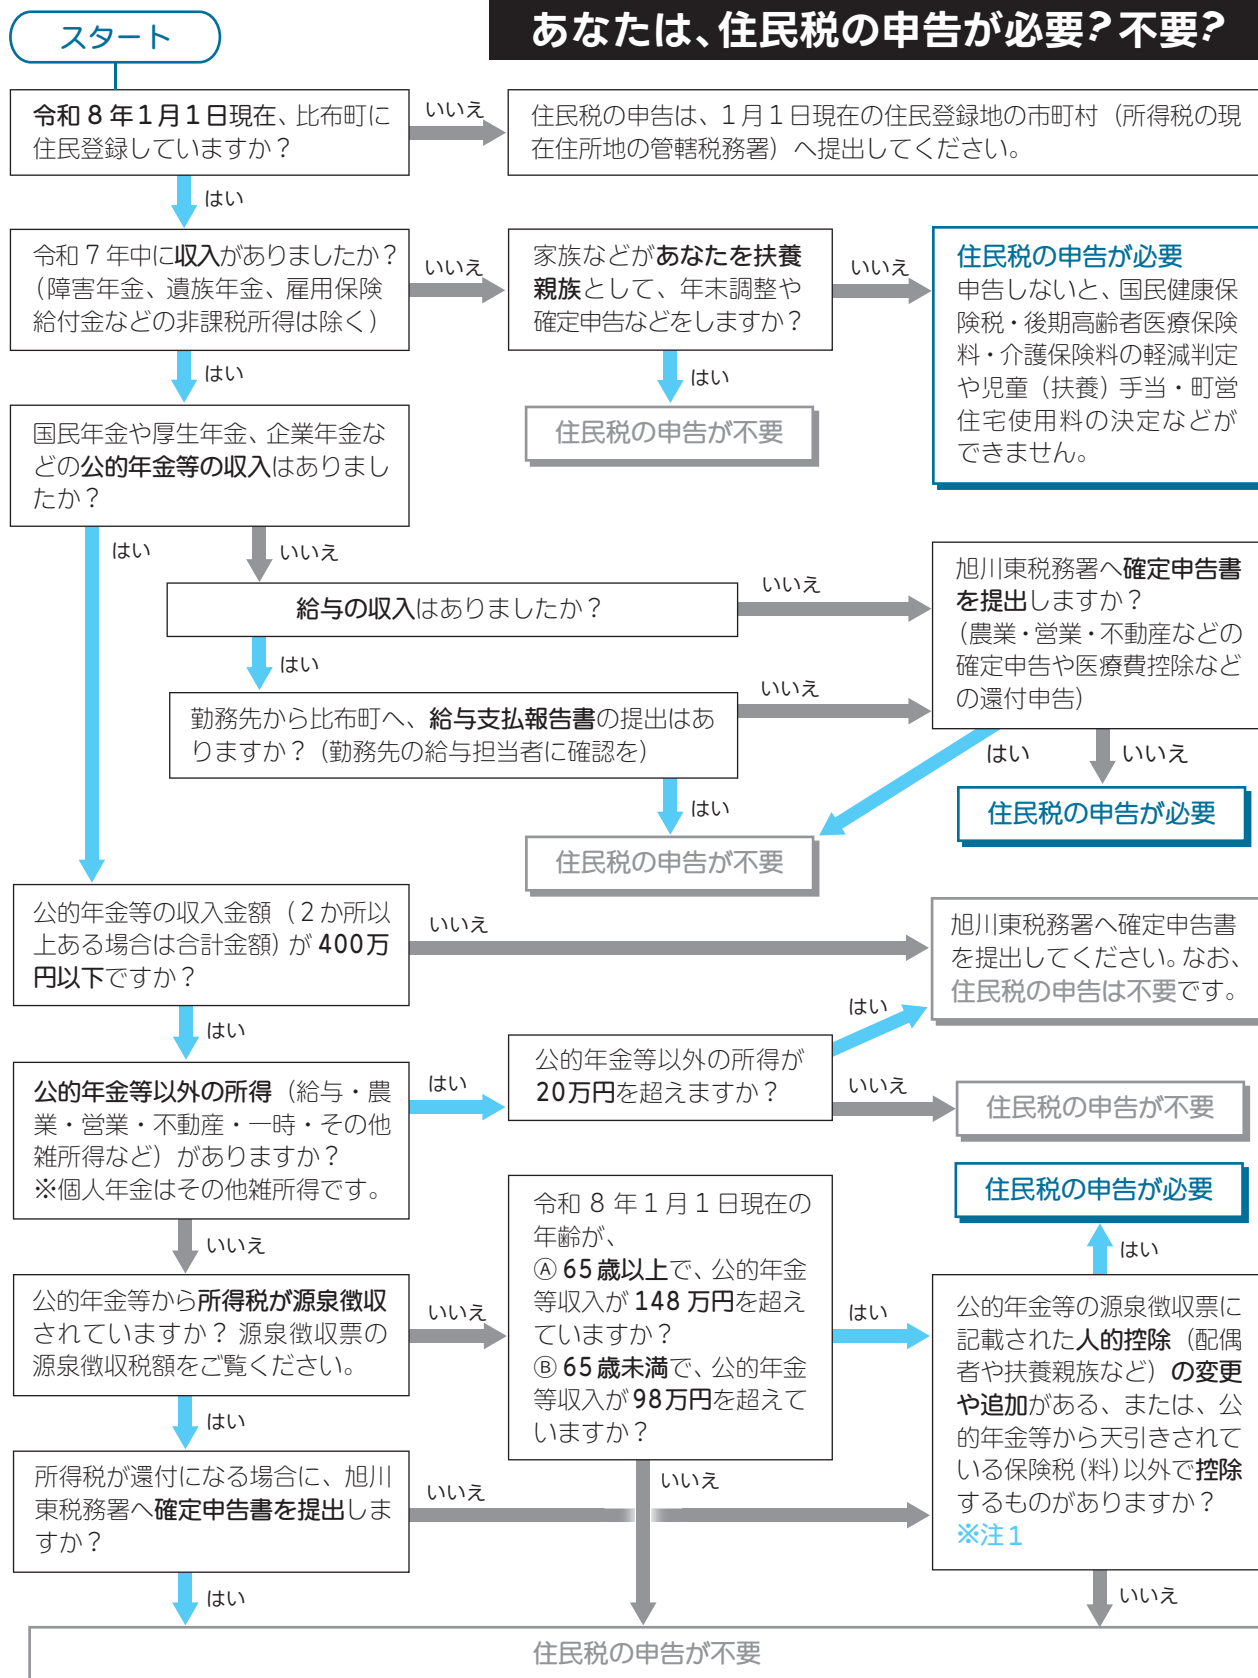 あなたは、住民税の申告が必要?不要?
スタート
令和8年1月1日現在、比布町に
住民登録していますか?
いいえ
住民税の申告は、1月1日現在の住民登録地の市町村（所得税の現
在住所地の管轄税務署）へ提出してください。
はい
令和7年中に収入がありましたか?
（障害年金、遺族年金、雇用保険
給付金などの非課税所得は除く）
いいえ
家族などがあなたを扶養
親族として、年末調整や
確定申告などをしますか?
いいえ
住民税の申告が必要
申告しないと、国民健康保
険税・後期高齢者医療保険
料・介護保険料の軽減判定
や児童（扶養）手当・町営
住宅使用料の決定などが
できません。
はい
はい
住民税の申告が不要
国民年金や厚生年金、企業年金な
どの公的年金等の収入はありまし
たか?
はい
いいえ
給与の収入はありましたか?
いいえ
旭川東税務署へ確定申告書
を提出しますか?
（農業・営業・不動産などの
確定申告や医療費控除など
の還付申告）
はい
勤務先から比布町へ、給与支払報告書の提出はあ
りますか?（勤務先の給与担当者に確認を）
いいえ
はい
いいえ
はい
住民税の申告が必要
住民税の申告が不要
公的年金等の収入金額（2か所以
上ある場合は合計金額）が400万
円以下ですか?
いいえ
旭川東税務署へ確定申告書
を提出してください。なお、
住民税の申告は不要です。
はい
公的年金等以外の所得（給与・農
業・営業・不動産・一時・その他
雑所得など）がありますか?
※個人年金はその他雑所得です。
はい
公的年金等以外の所得が
20万円を超えますか?
はい
いいえ
住民税の申告が不要
いいえ
公的年金等から所得税が源泉徴収
されていますか?源泉徴収票の
源泉徴収税額をご覧ください。
いいえ
令和8年1月1日現在の
年齢が、
Ⓐ65歳以上で、公的年金
等収入が148万円を超え
ていますか?
Ⓑ65歳未満で、公的年金
等収入が98万円を超えて
いますか?
はい
住民税の申告が必要
はい
公的年金等の源泉徴収票に
記載された人的控除（配偶
者や扶養親族など）の変更
や追加がある、または、公
的年金等から天引きされて
いる保険税(料)以外で控除
するものがありますか?
※注1
はい
所得税が還付になる場合に、旭川
東税務署へ確定申告書を提出しま
すか?
いいえ
いいえ
はい
いいえ
住民税の申告が不要